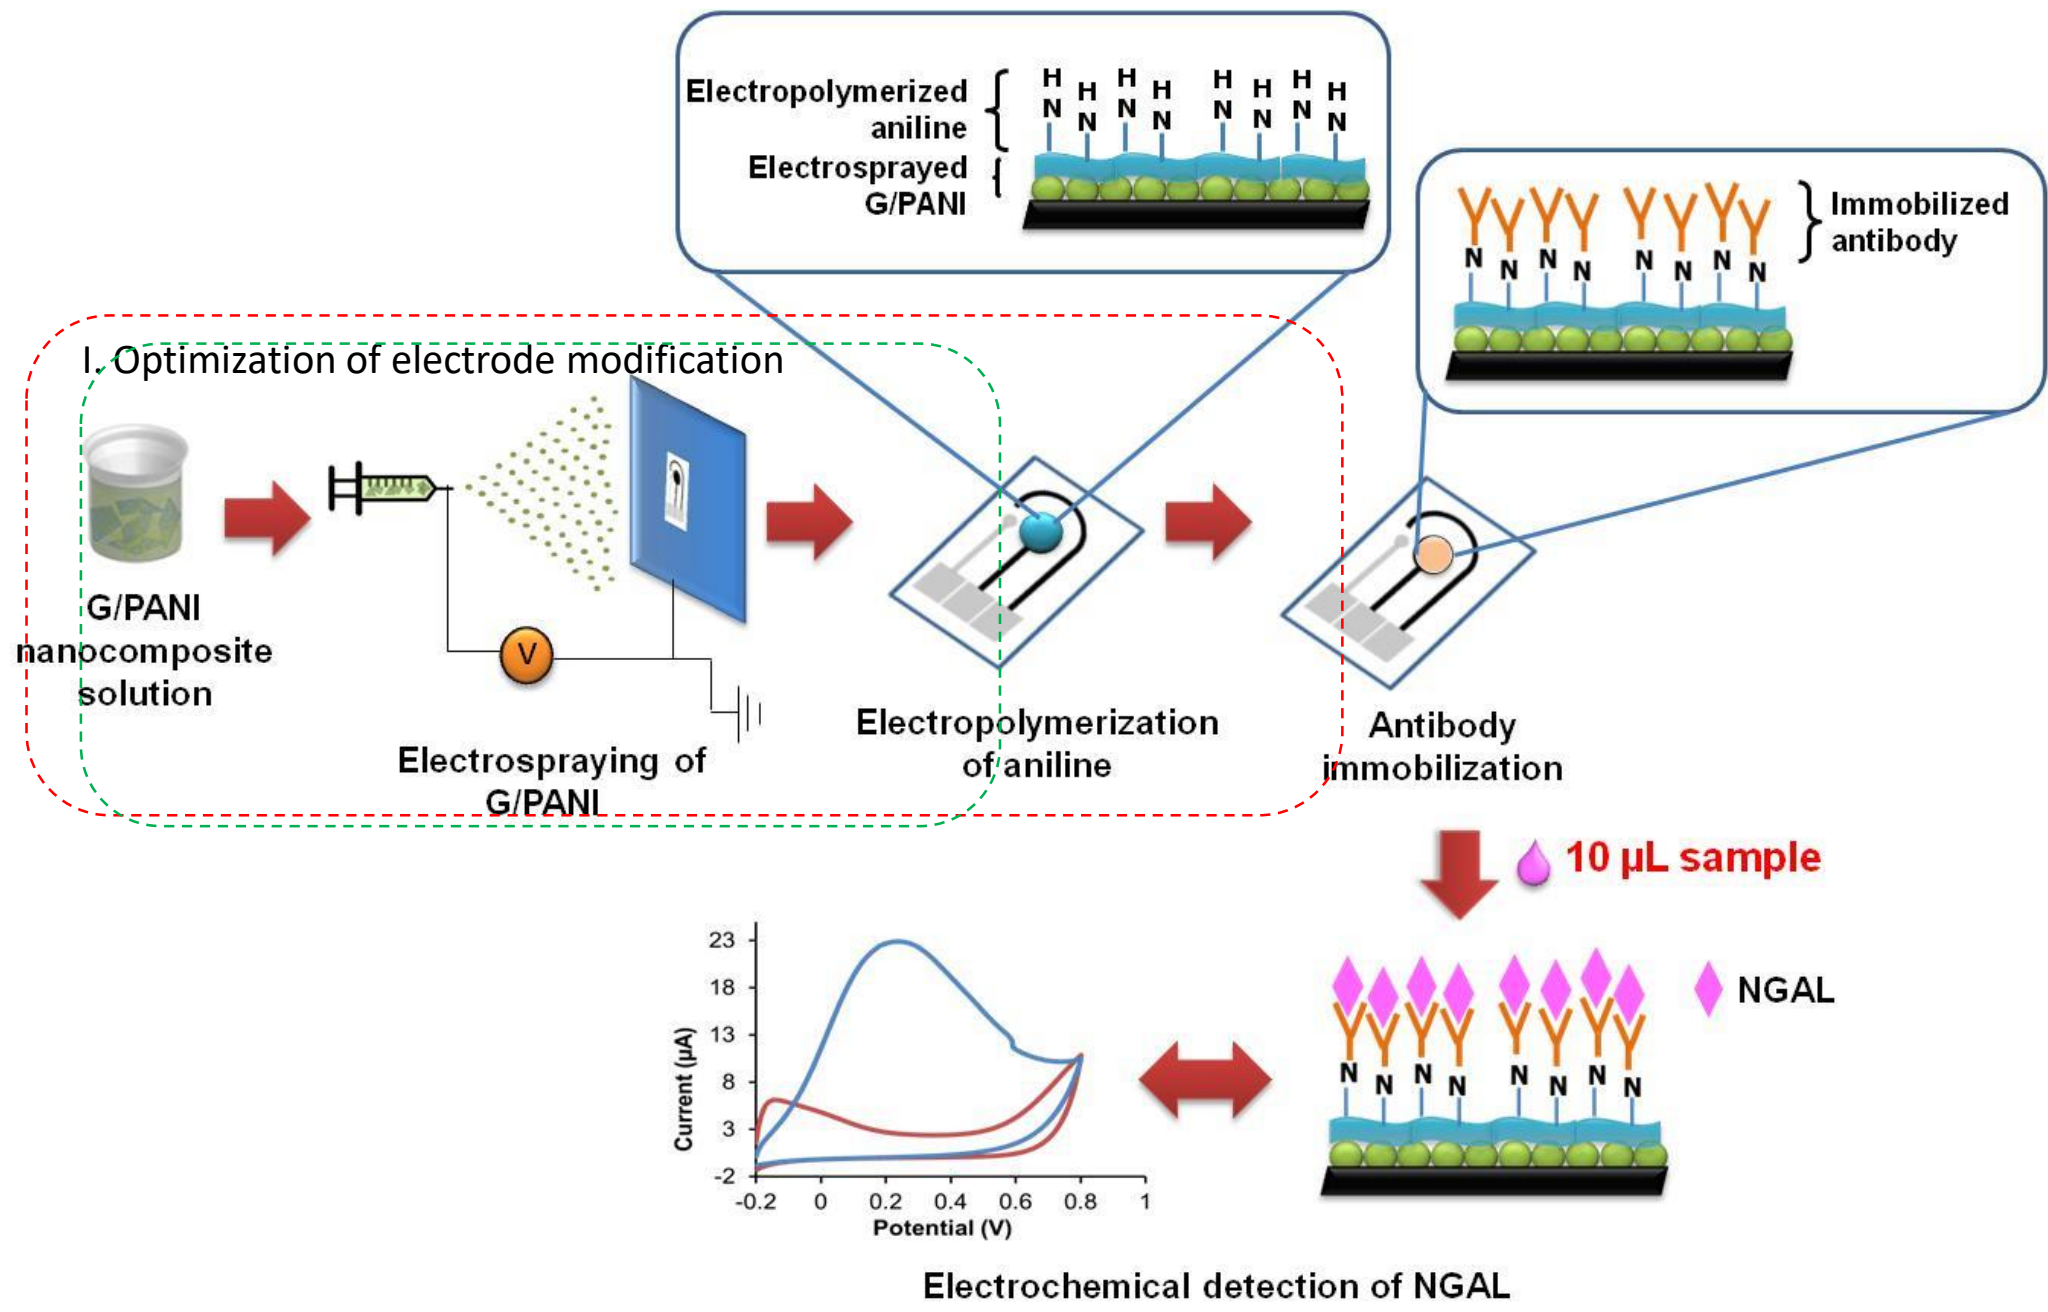 H H H H H H H H
N N N N N N N N
Electropolymerized
aniline
Electrosprayed
G/PANI
Immobilized
antibody
N N N N N N N N
I. Optimization of electrode modification
G/PANI
nanocomposite
solution
V
Electrospraying of
G/PANI
Electropolymerization
of aniline
Antibody
immobilization
10 µL sample
NGAL
N N N N N N N N
Current (µA)
23
18
13
8
3
-2
-0.2 0 0.2 0.4 0.6 0.8 1
Potential (V)
Electrochemical detection of NGAL